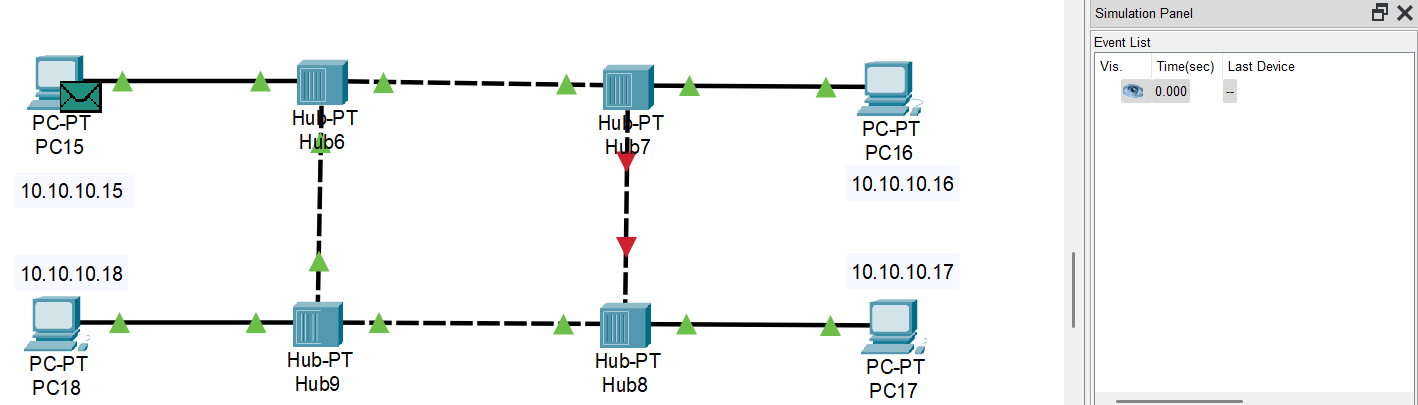 Simulation Panel
Event List
Vis. Time(sec) Last Device
0.000 --
PC-PT
PC15
Hub-PT
Hub6
Hub-PT
Hub7
PC-PT
PC16
10.10.10.15
10.10.10.16
10.10.10.18
10.10.10.17
PC-PT
PC18
Hub-PT
Hub9
Hub-PT
Hub8
PC-PT
PC17